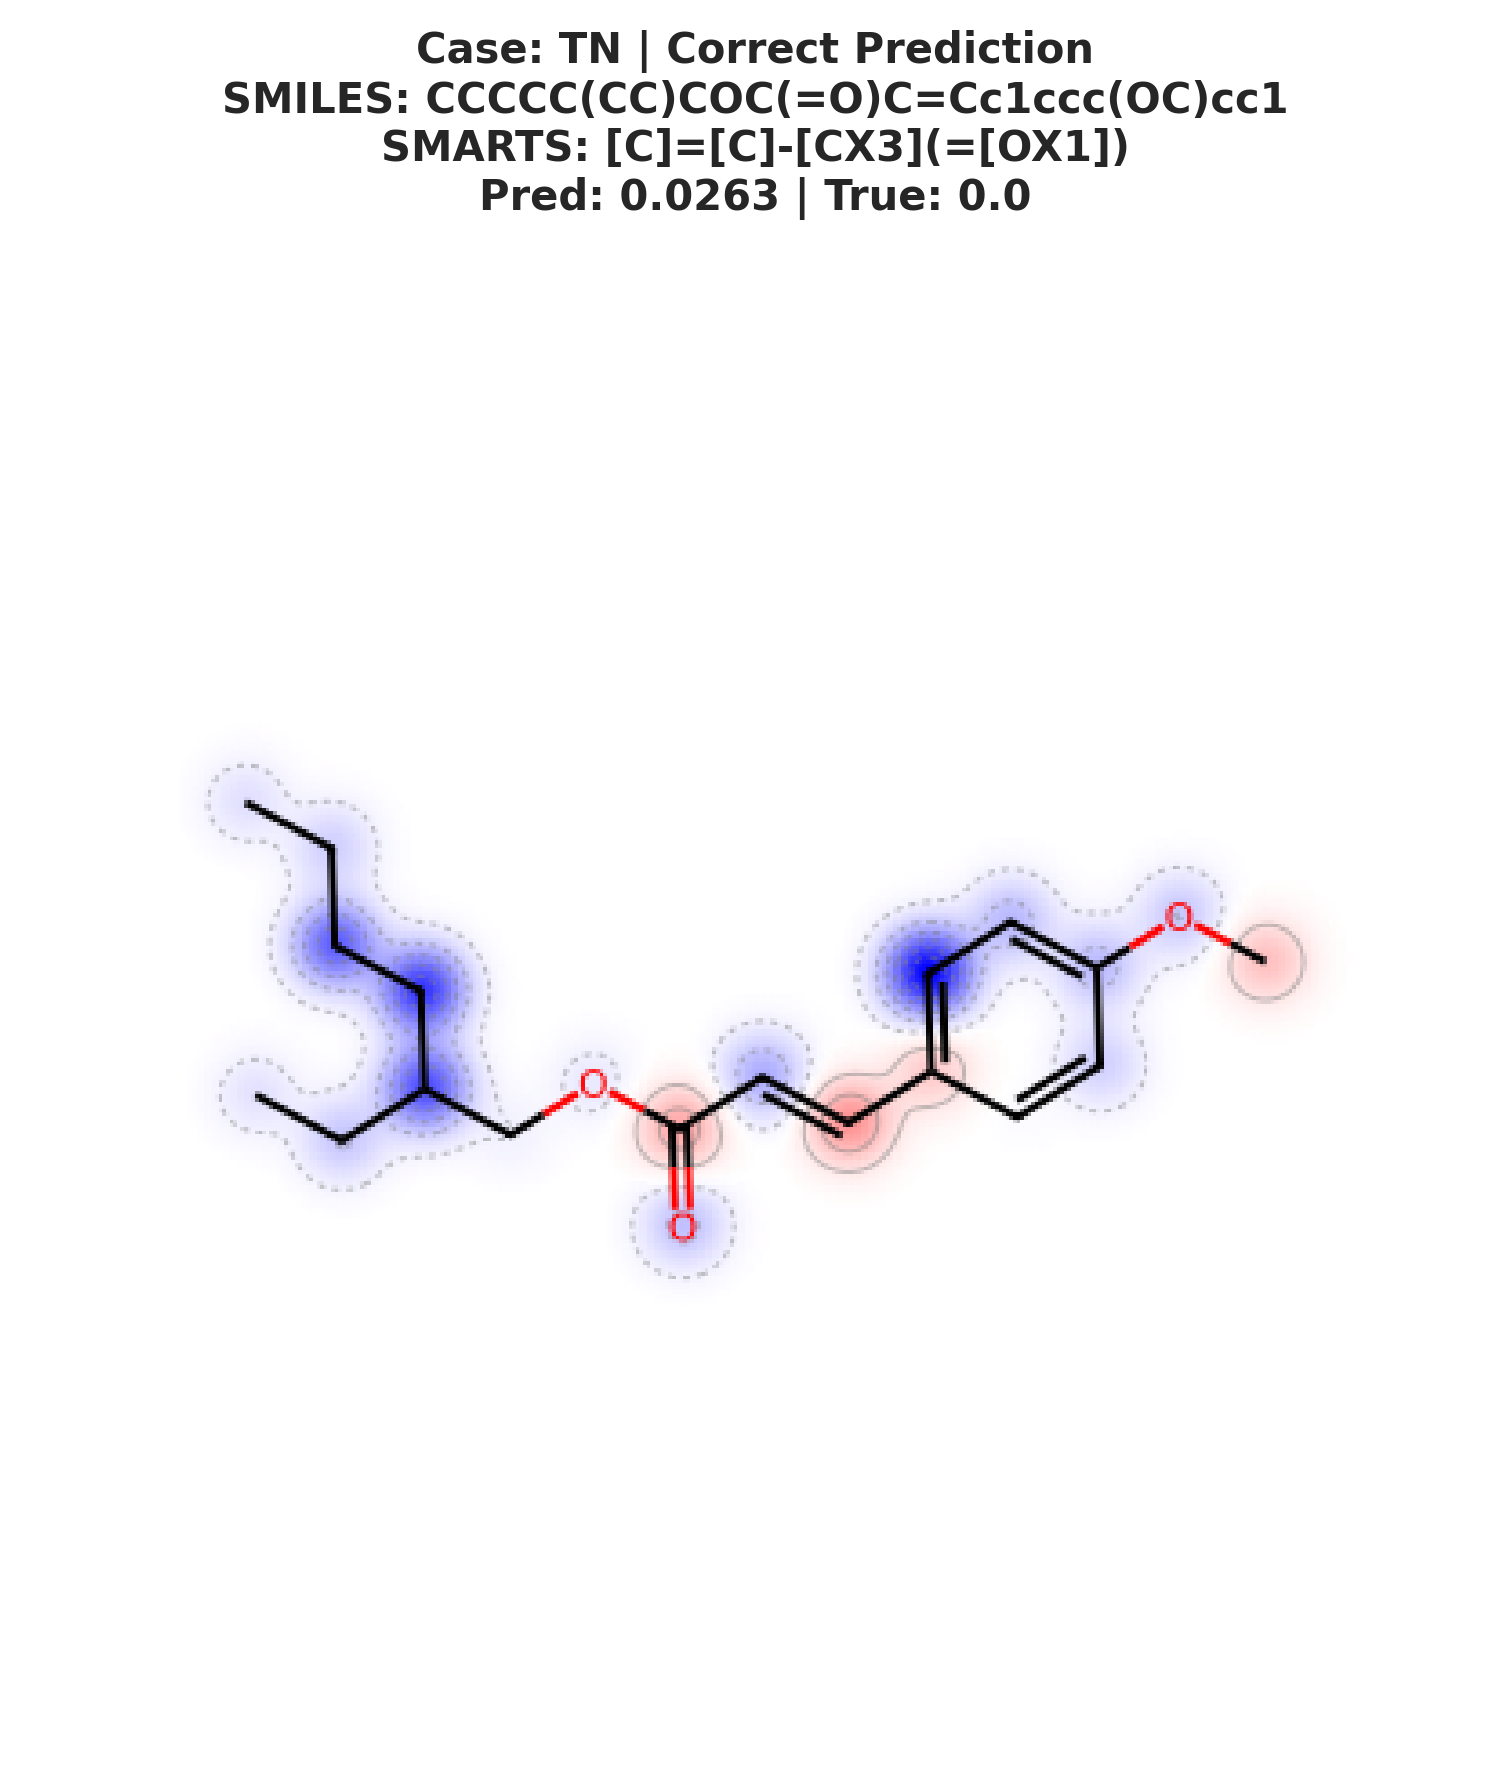 Case: TN | Correct Prediction
SMILES: CCCCC(CC)COC(=O)C=Cc1ccc(OC)cc1
SMARTS: [C]=[C]-[CX3](=[OX1])
Pred: 0.0263 | True: 0.0
O
O
O